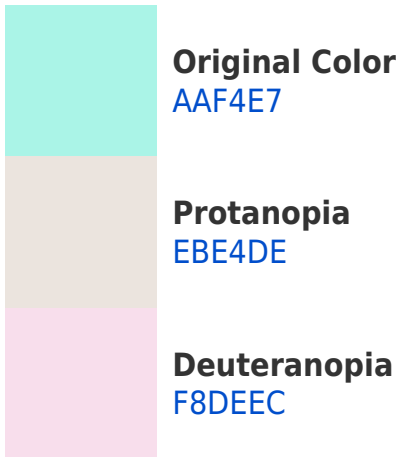 Original Color
AAF4E7
Protanopia
EBE4DE
Deuteranopia
F8DEEC